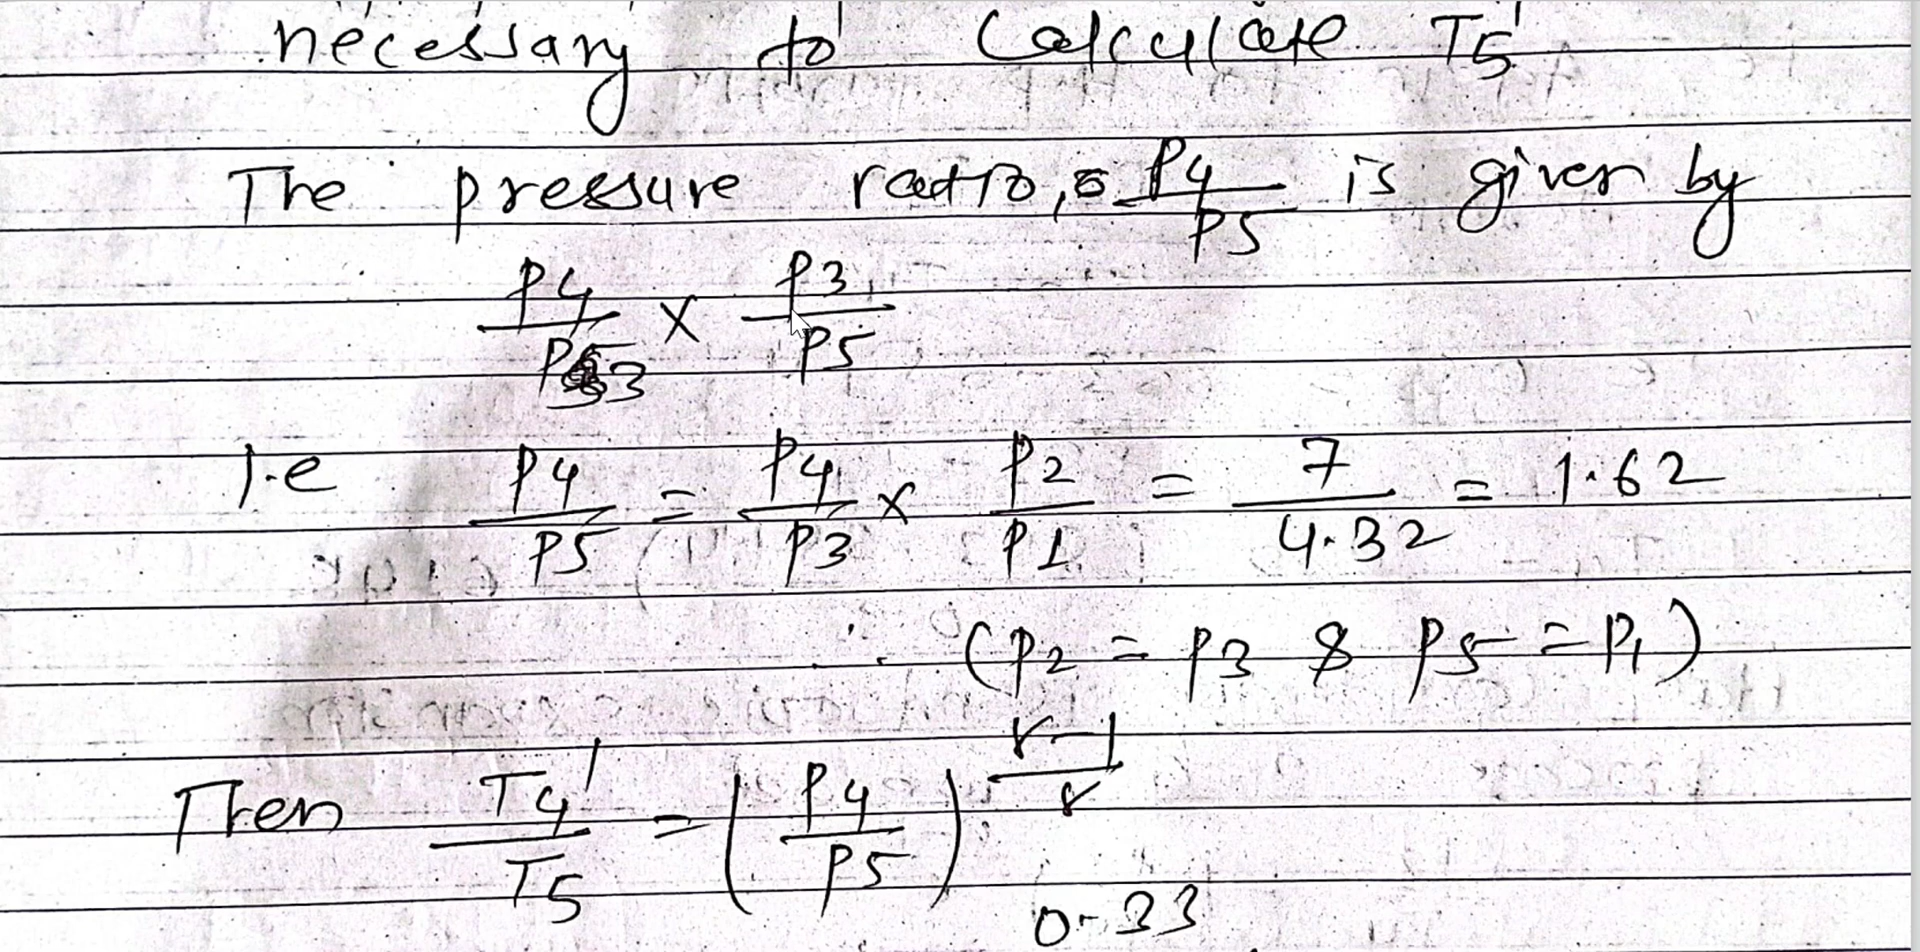 necessary to Calculate T5'
The pressure ratio, P4/P5 is given by
P4/P3 × P3/P5
I.e P4/P5 = P4/P3 × P2/P1 = 7/4.32 = 1.62
(P2 = P3 & P5 = P1)
Then T4'/T5 = (P4/P5)^(r-1/r)
0.33